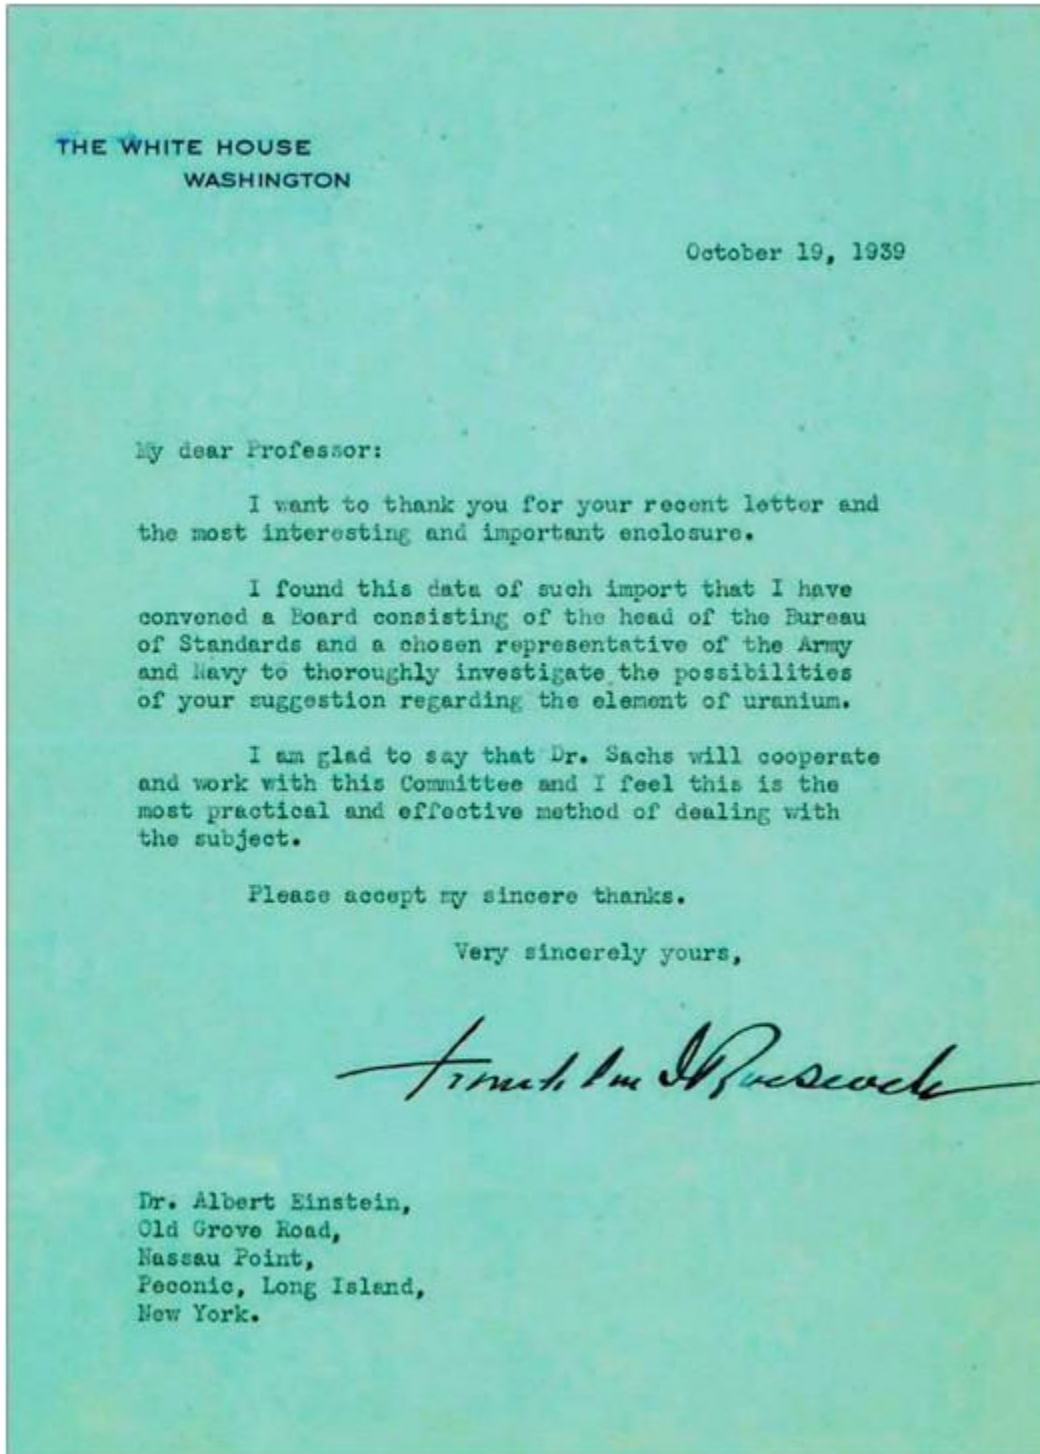 THE WHITE HOUSE
WASHINGTON
October 19, 1939
My dear Professor:
I want to thank you for your recent letter and
the most interesting and important enclosure.
I found this data of such import that I have
convened a Board consisting of the head of the Bureau
of Standards and a chosen representative of the Army
and Navy to thoroughly investigate the possibilities
of your suggestion regarding the element of uranium.
I am glad to say that Dr. Sachs will cooperate
and work with this Committee and I feel this is the
most practical and effective method of dealing with
the subject.
Please accept my sincere thanks.
Very sincerely yours,
Franklin D Roosevelt
Dr. Albert Einstein,
Old Grove Road,
Nassau Point,
Peconic, Long Island,
New York.